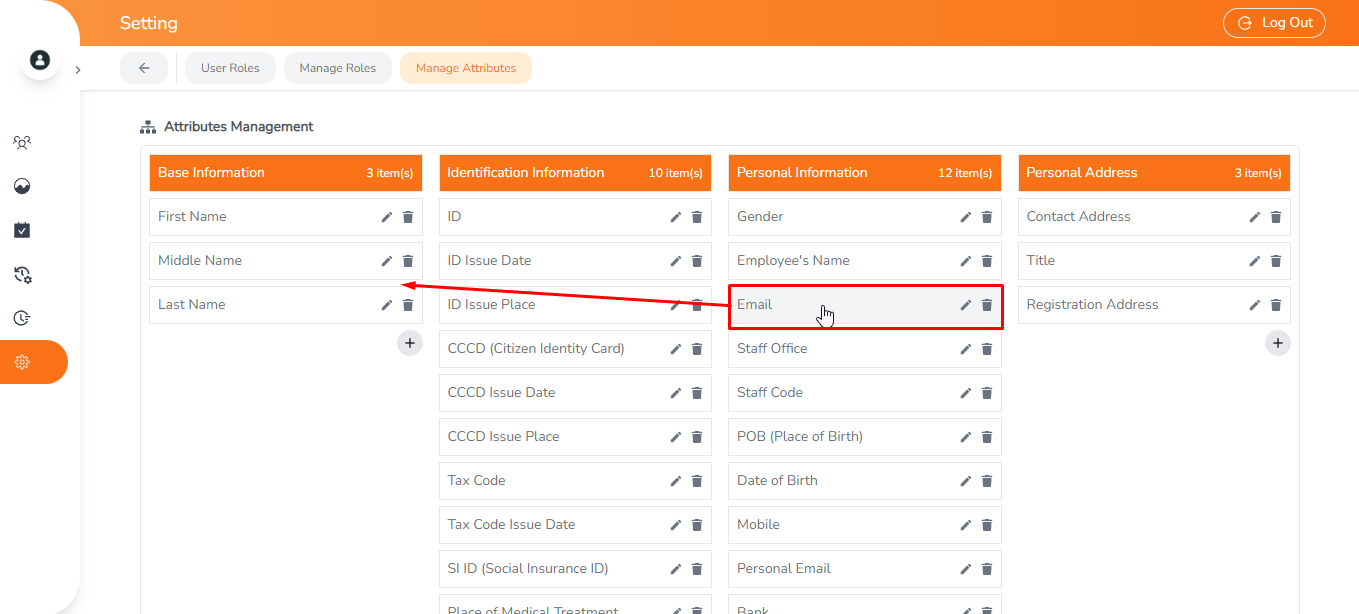 Setting
Log Out
User Roles
Manage Roles
Manage Attributes
Attributes Management
Base Information 3 item(s)
First Name
Middle Name
Last Name
Identification Information 10 item(s)
ID
ID Issue Date
ID Issue Place
CCCD (Citizen Identity Card)
CCCD Issue Date
CCCD Issue Place
Tax Code
Tax Code Issue Date
SI ID (Social Insurance ID)
Place of Medical Treatment
Personal Information 12 item(s)
Gender
Employee's Name
Email
Staff Office
Staff Code
POB (Place of Birth)
Date of Birth
Mobile
Personal Email
Bank
Personal Address 3 item(s)
Contact Address
Title
Registration Address